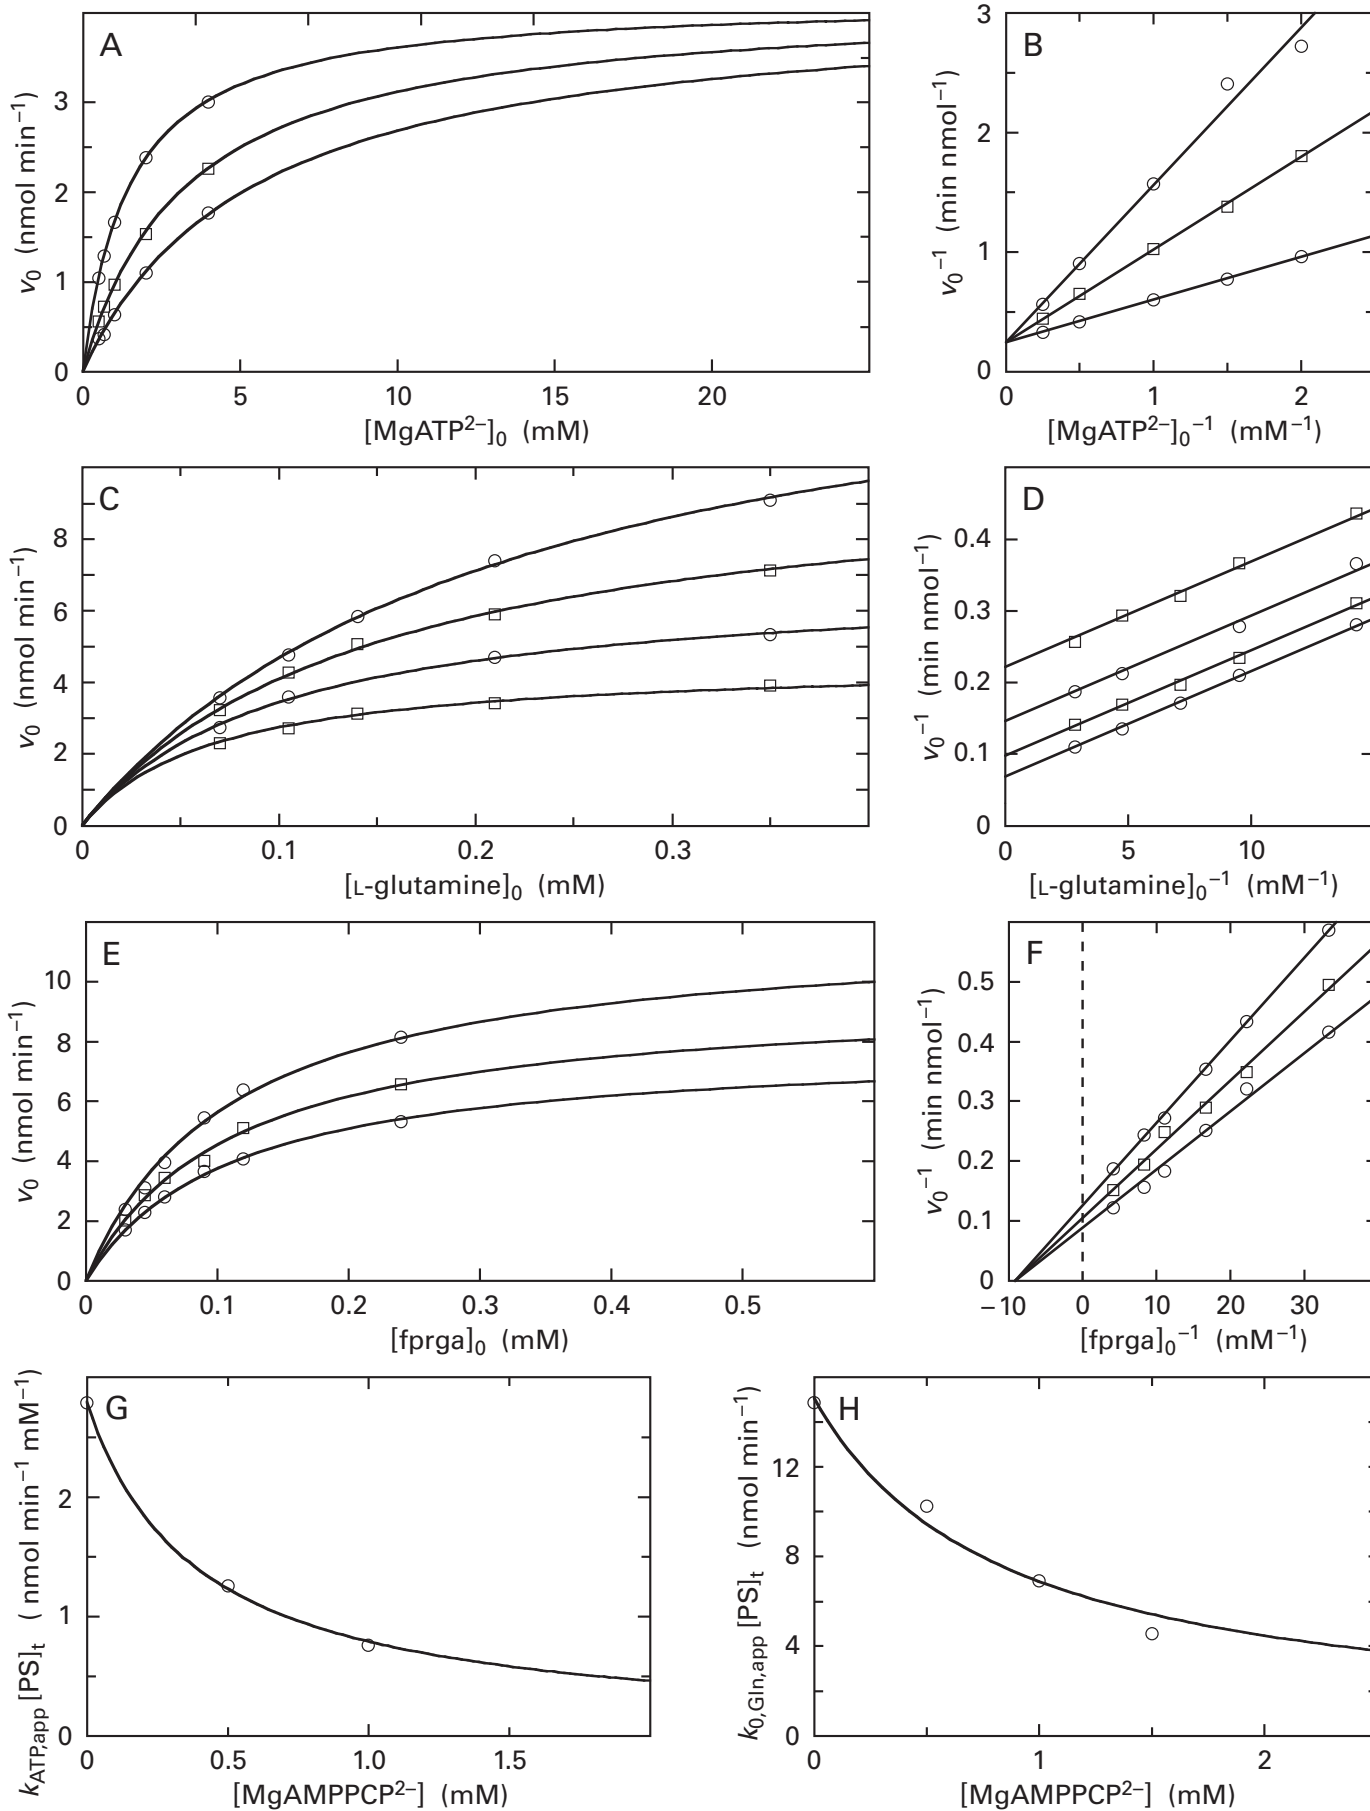 A
v₀ (nmol min⁻¹)
3
2
1
0
0 5 10 15 20
[MgATP²⁻]₀ (mM)
B
v₀⁻¹ (min nmol⁻¹)
3
2
1
0
0 1 2
[MgATP²⁻]₀⁻¹ (mM⁻¹)
C
v₀ (nmol min⁻¹)
8
6
4
2
0
0 0.1 0.2 0.3
[L-glutamine]₀ (mM)
D
v₀⁻¹ (min nmol⁻¹)
0.4
0.3
0.2
0.1
0
0 5 10
[L-glutamine]₀⁻¹ (mM⁻¹)
E
v₀ (nmol min⁻¹)
10
8
6
4
2
0
0 0.1 0.2 0.3 0.4 0.5
[fprga]₀ (mM)
F
v₀⁻¹ (min nmol⁻¹)
0.5
0.4
0.3
0.2
0.1
0
−10 0 10 20 30
[fprga]₀⁻¹ (mM⁻¹)
G
k_ATP,app [PS]ₜ (nmol min⁻¹ mM⁻¹)
2
1
0
0 0.5 1.0 1.5
[MgAMPPCP²⁻] (mM)
H
k_0,Gln,app [PS]ₜ (nmol min⁻¹)
12
8
4
0
0 1 2
[MgAMPPCP²⁻] (mM)